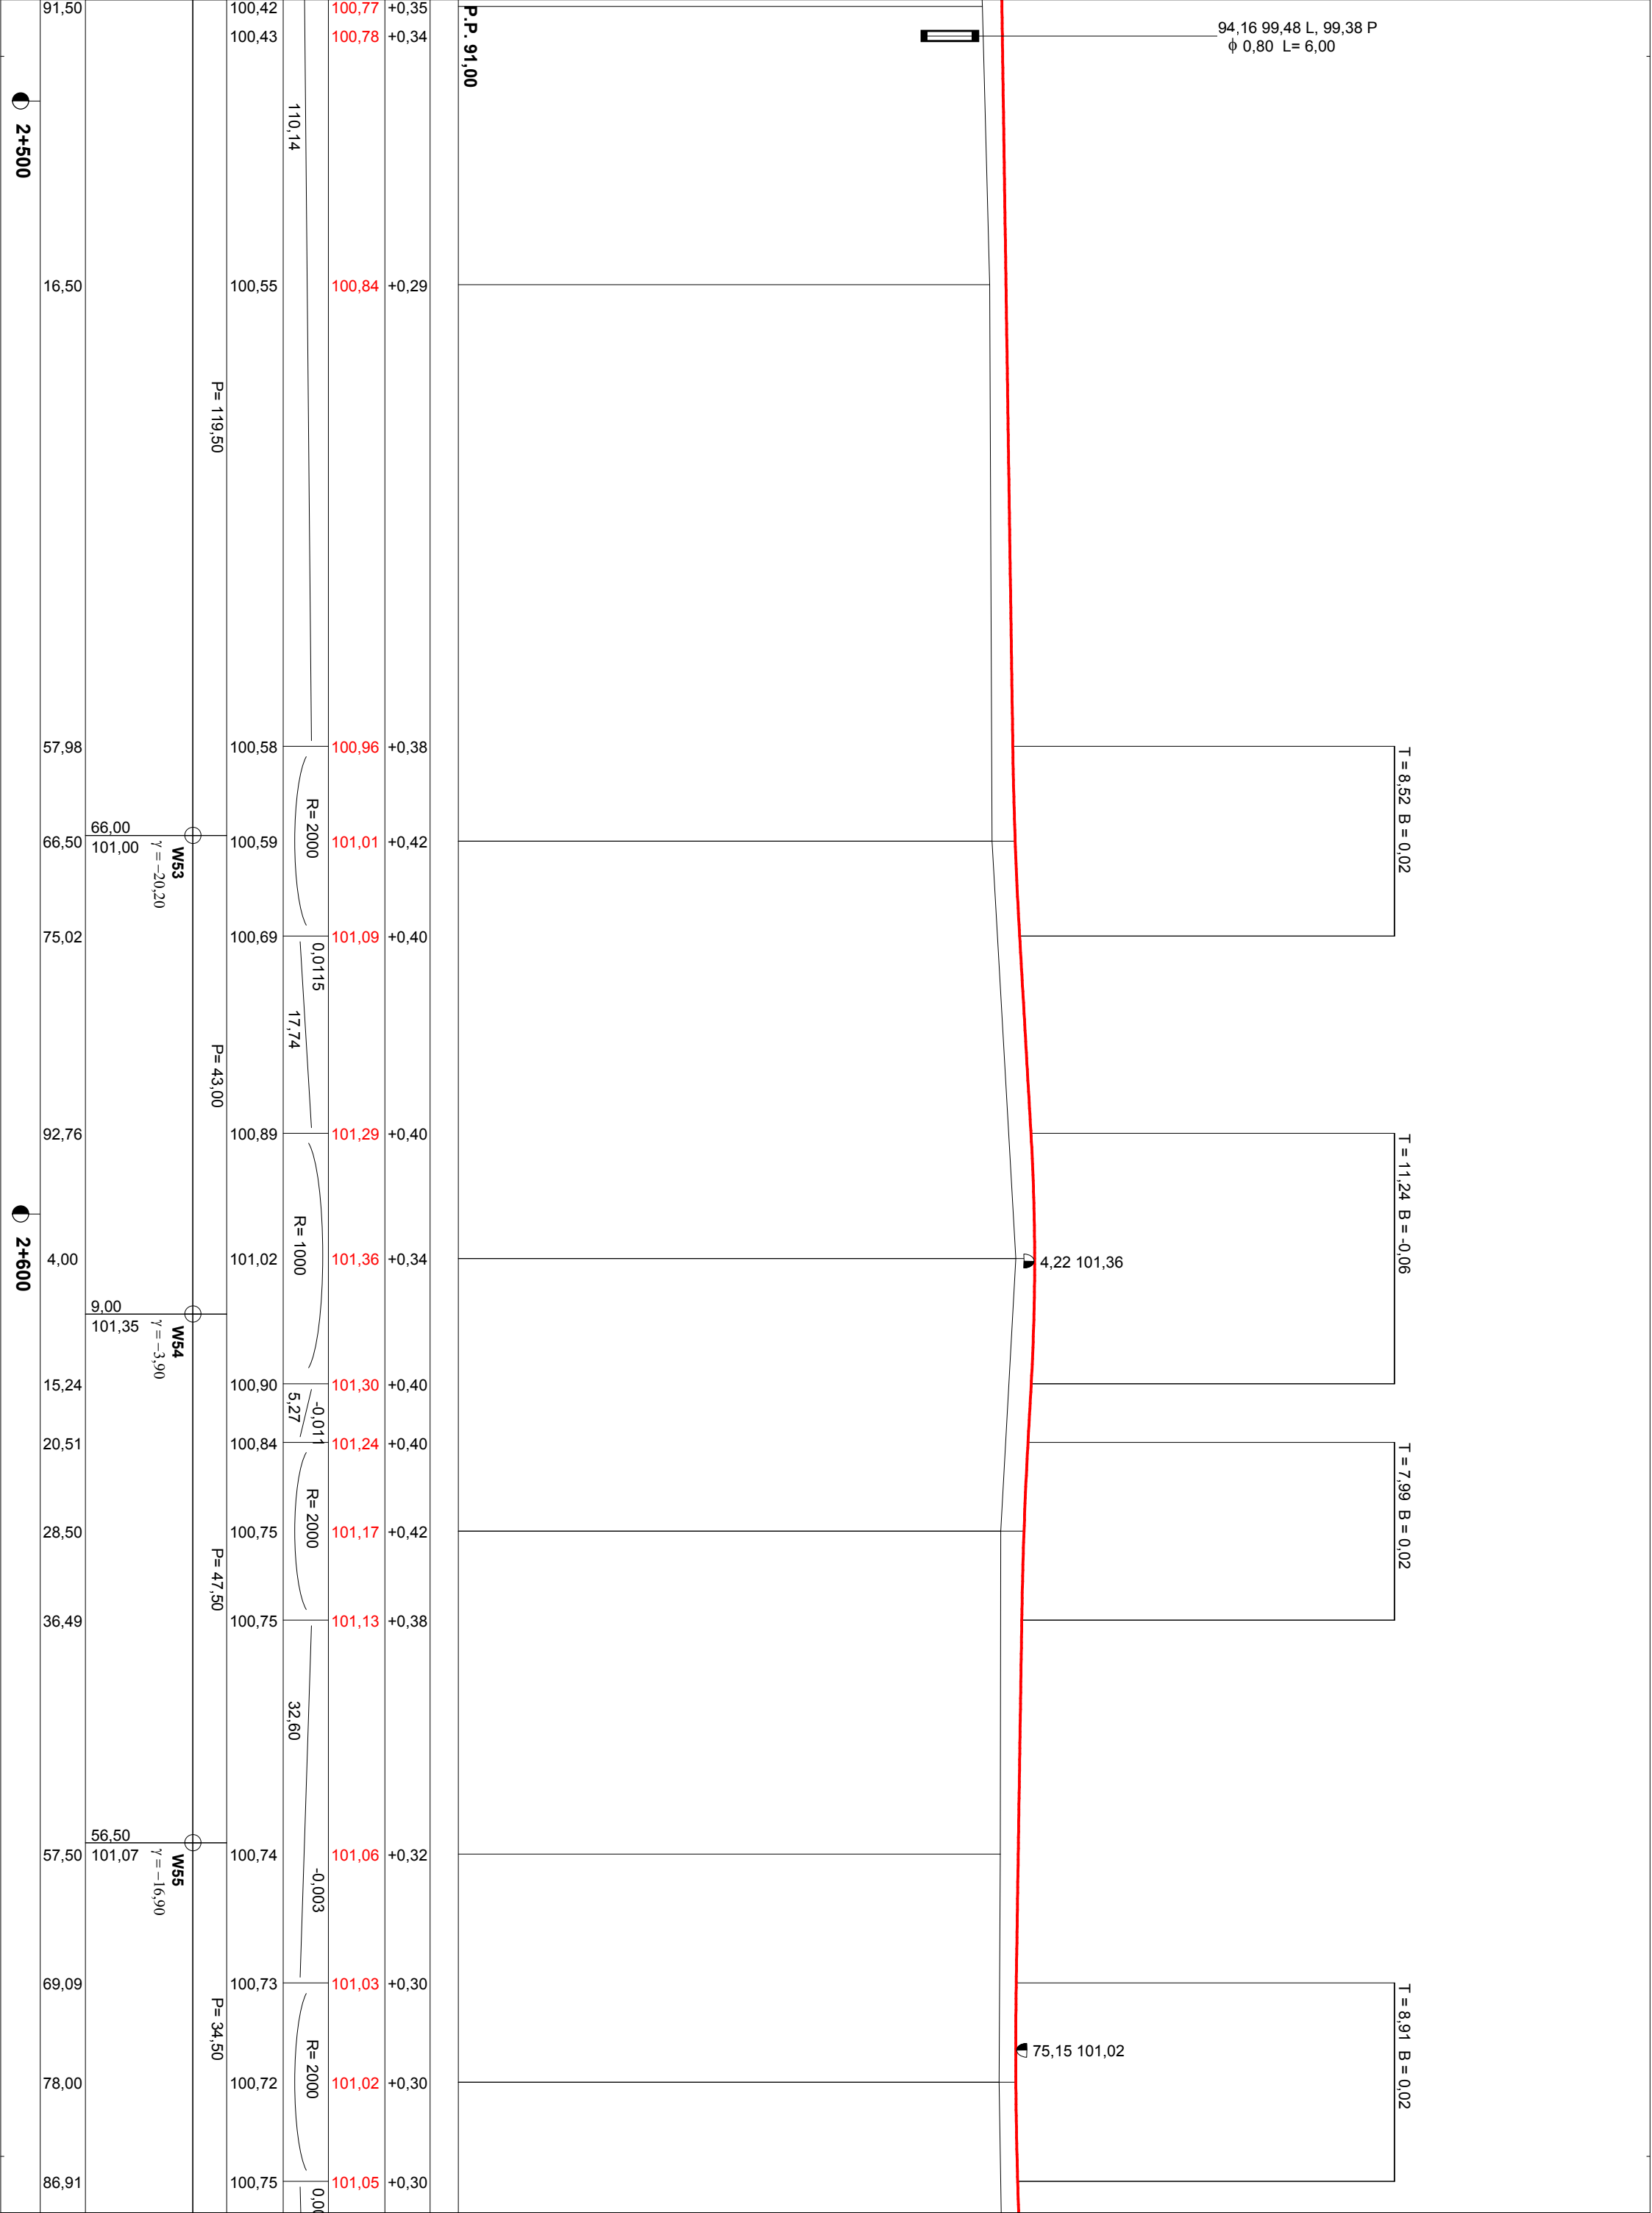 91,50 100,42 100,77 +0,35
P.P. 91,00
100,43 100,78 +0,34
94,16 99,48 L, 99,38 P
ϕ 0,80 L= 6,00
2+500
110,14
16,50 100,55 100,84 +0,29
P= 119,50
57,98 100,58 100,96 +0,38
T = 8,52 B = 0,02
R= 2000
66,00
101,00
W53
γ = −20,20
66,50 100,59 101,01 +0,42
75,02 100,69 101,09 +0,40
0,0115
17,74
P= 43,00
92,76 100,89 101,29 +0,40
T = 11,24 B = -0,06
2+600
R= 1000
4,00 101,02 101,36 +0,34
4,22 101,36
9,00
101,35
W54
γ = −3,90
15,24 100,90 101,30 +0,40
5,27
-0,011
20,51 100,84 101,24 +0,40
T = 7,99 B = 0,02
R= 2000
28,50 100,75 101,17 +0,42
P= 47,50
36,49 100,75 101,13 +0,38
32,60
56,50
101,07
W55
γ = −16,90
57,50 100,74 101,06 +0,32
-0,003
69,09 100,73 101,03 +0,30
T = 8,91 B = 0,02
P= 34,50
R= 2000
75,15 101,02
78,00 100,72 101,02 +0,30
86,91 100,75 101,05 +0,30